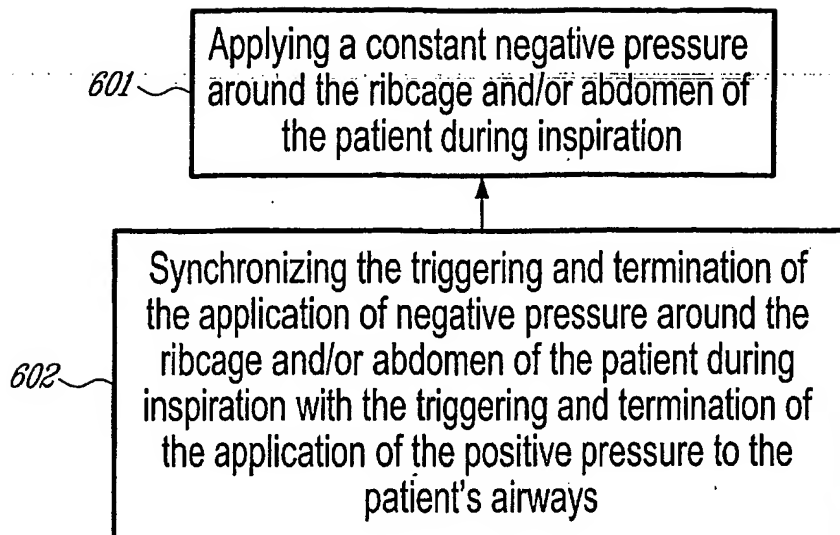 Applying a constant negative pressure
601
around the ribcage and/or abdomen of
the patient during inspiration
Synchronizing the triggering and termination of
the application of negative pressure around the
ribcage and/or abdomen of the patient during
602
inspiration with the triggering and termination of
the application of the positive pressure to the
patient's airways